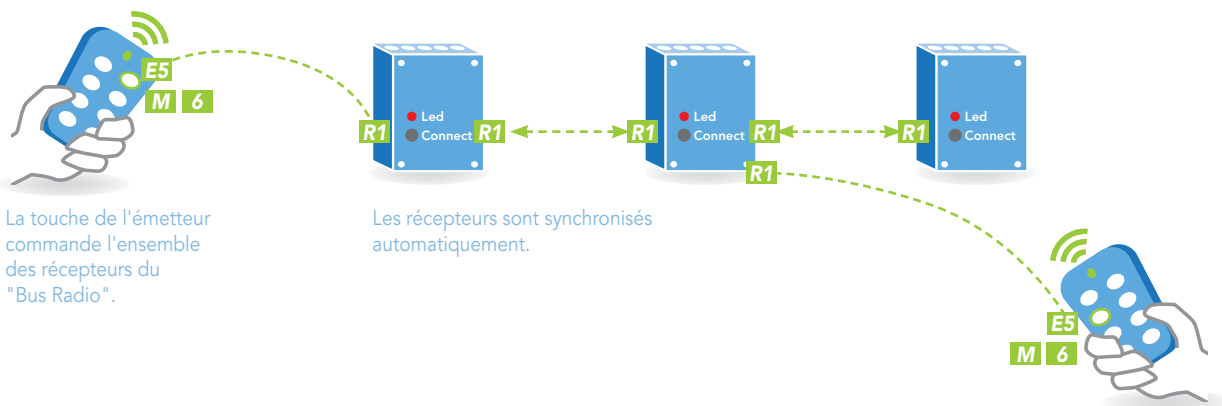 E5
M 6
R1
Led
Connect
R1
R1
Led
Connect
R1
R1
R1
Led
Connect
La touche de l'émetteur
commande l'ensemble
des récepteurs du
"Bus Radio".
Les récepteurs sont synchronisés
automatiquement.
E5
M 6